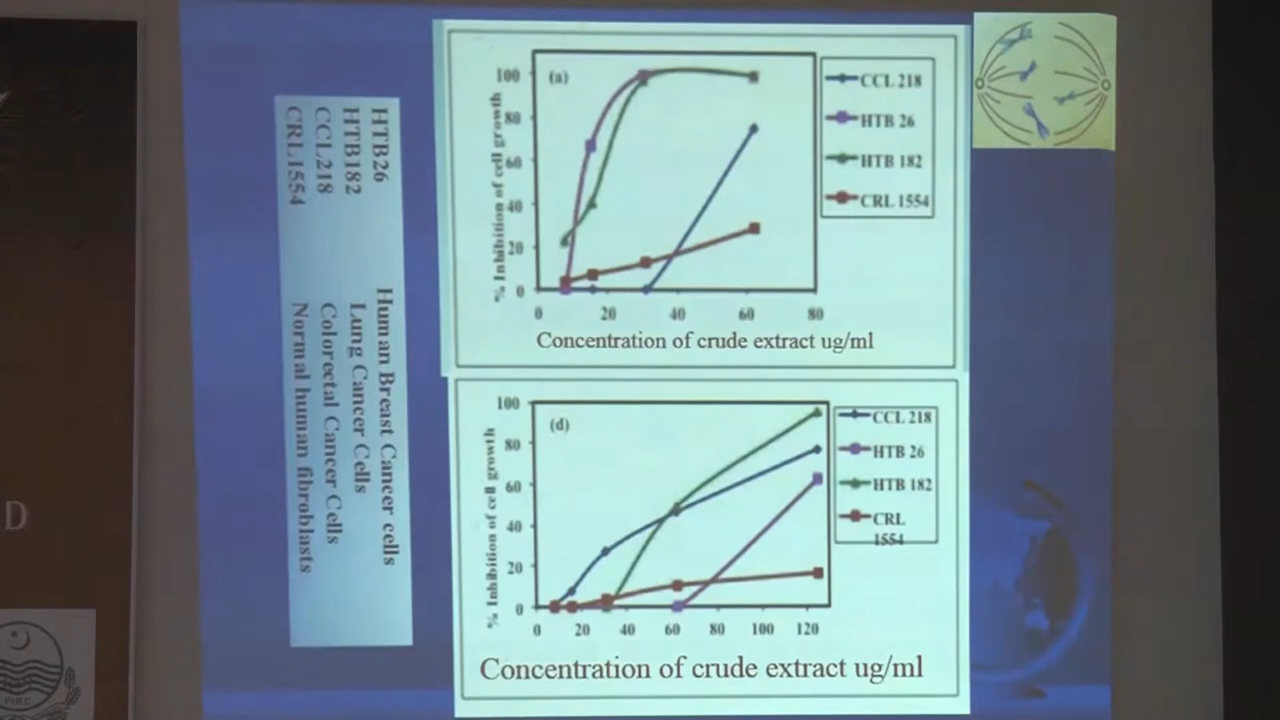 HTB26 Human Breast Cancer cells
HTB182 Lung Cancer Cells
CCL218 Colorectal Cancer Cells
CRL1554 Normal human fibroblasts
(a)
% Inhibition of cell growth
100
80
60
40
20
0
0 20 40 60 80
Concentration of crude extract ug/ml
CCL 218
HTB 26
HTB 182
CRL 1554
(d)
% Inhibition of cell growth
100
80
60
40
20
0
0 20 40 60 80 100 120
Concentration of crude extract ug/ml
CCL 218
HTB 26
HTB 182
CRL
1554
D